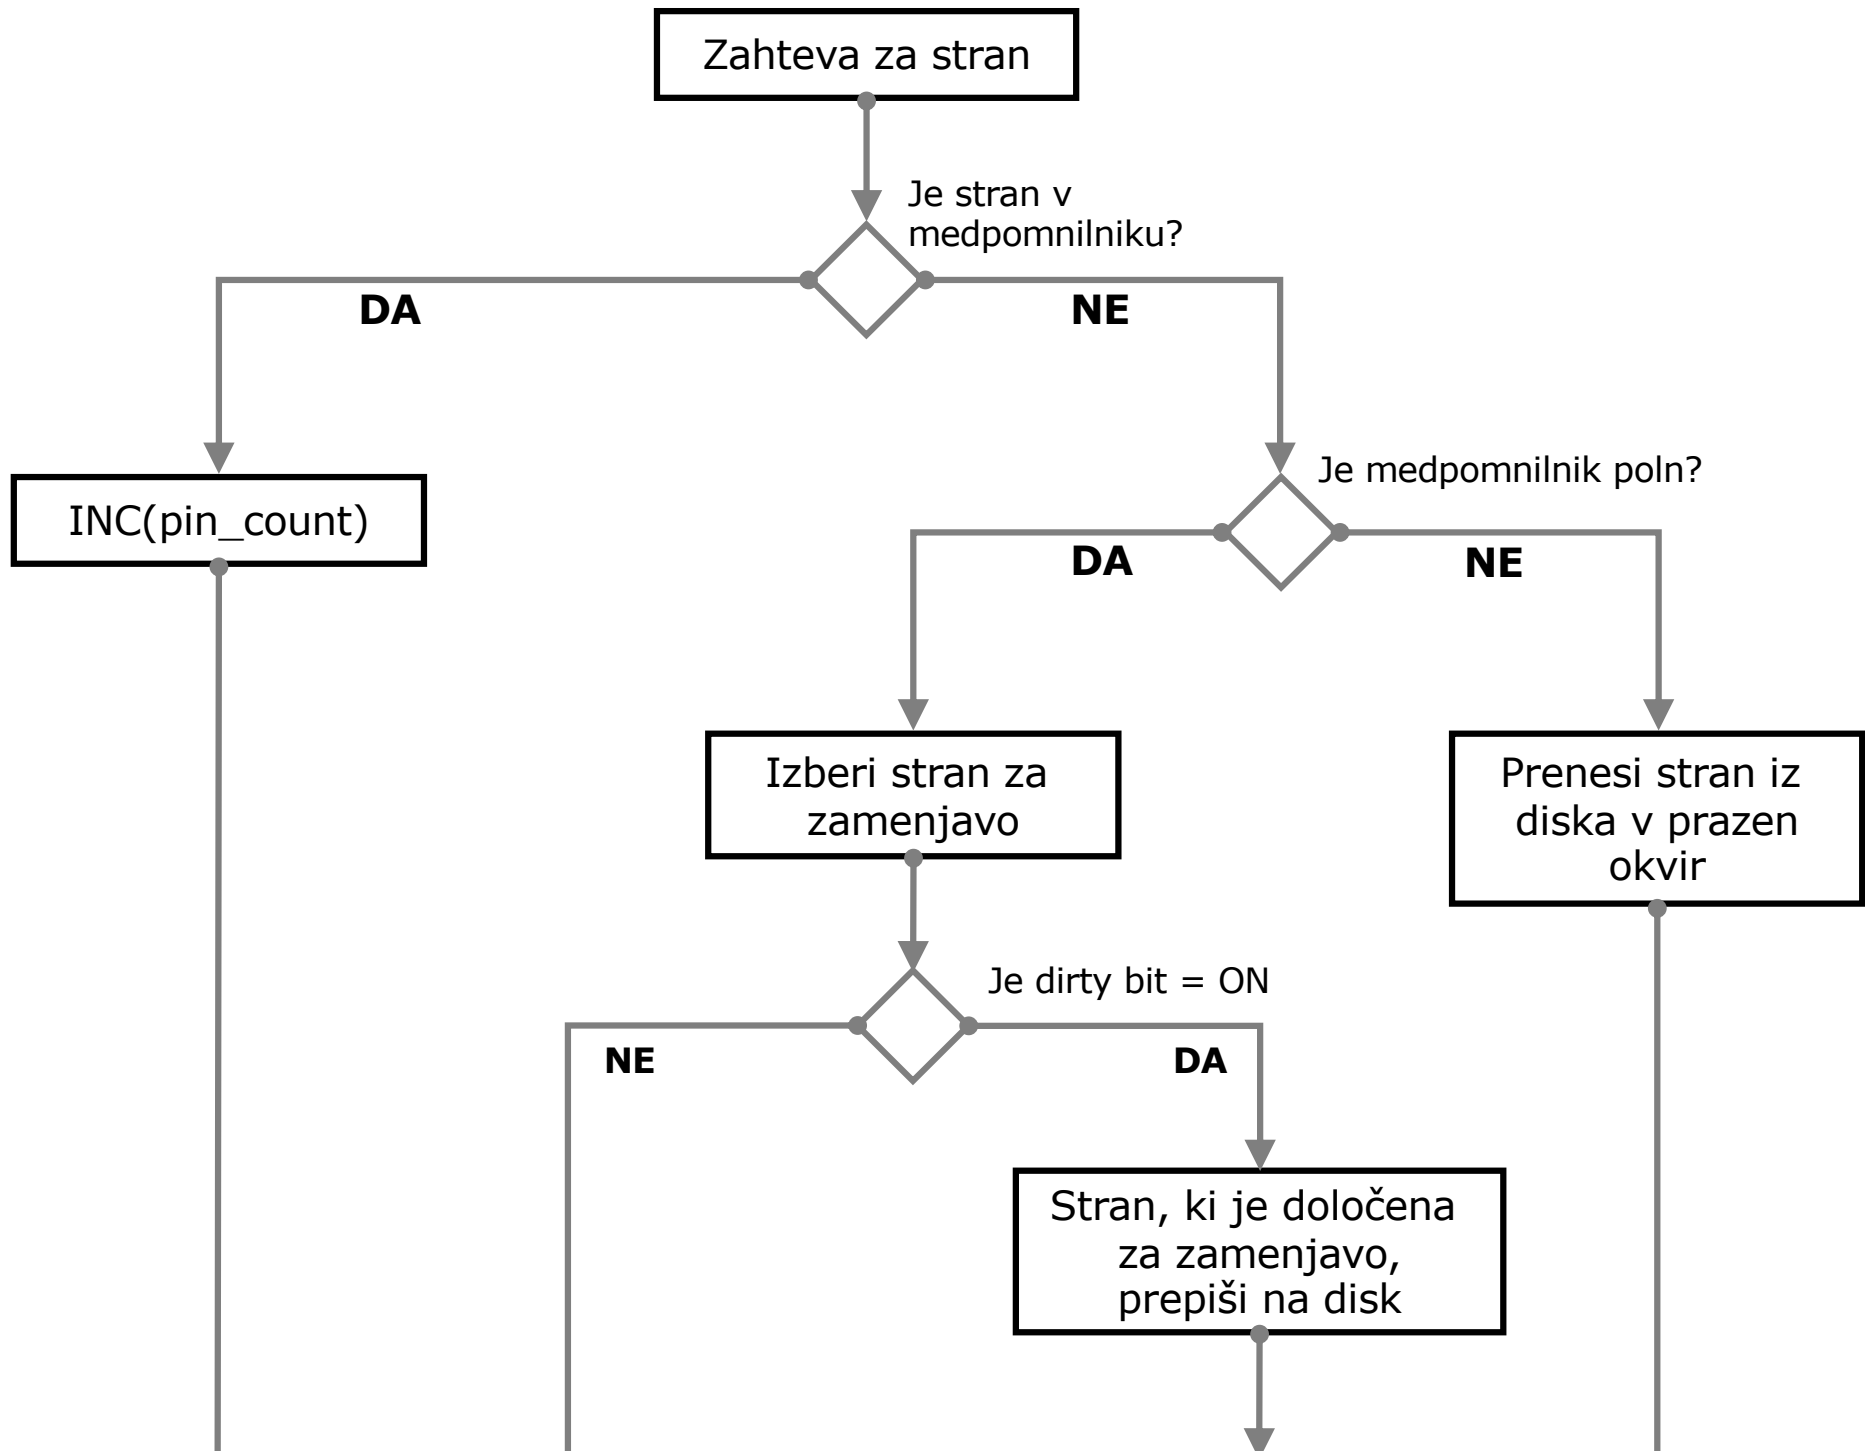 Zahteva za stran
Je stran v
medpomnilniku?
DA
NE
Je medpomnilnik poln?
INC(pin_count)
DA
NE
Izberi stran za
zamenjavo
Prenesi stran iz
diska v prazen
okvir
Je dirty bit = ON
NE
DA
Stran, ki je določena
za zamenjavo,
prepiši na disk